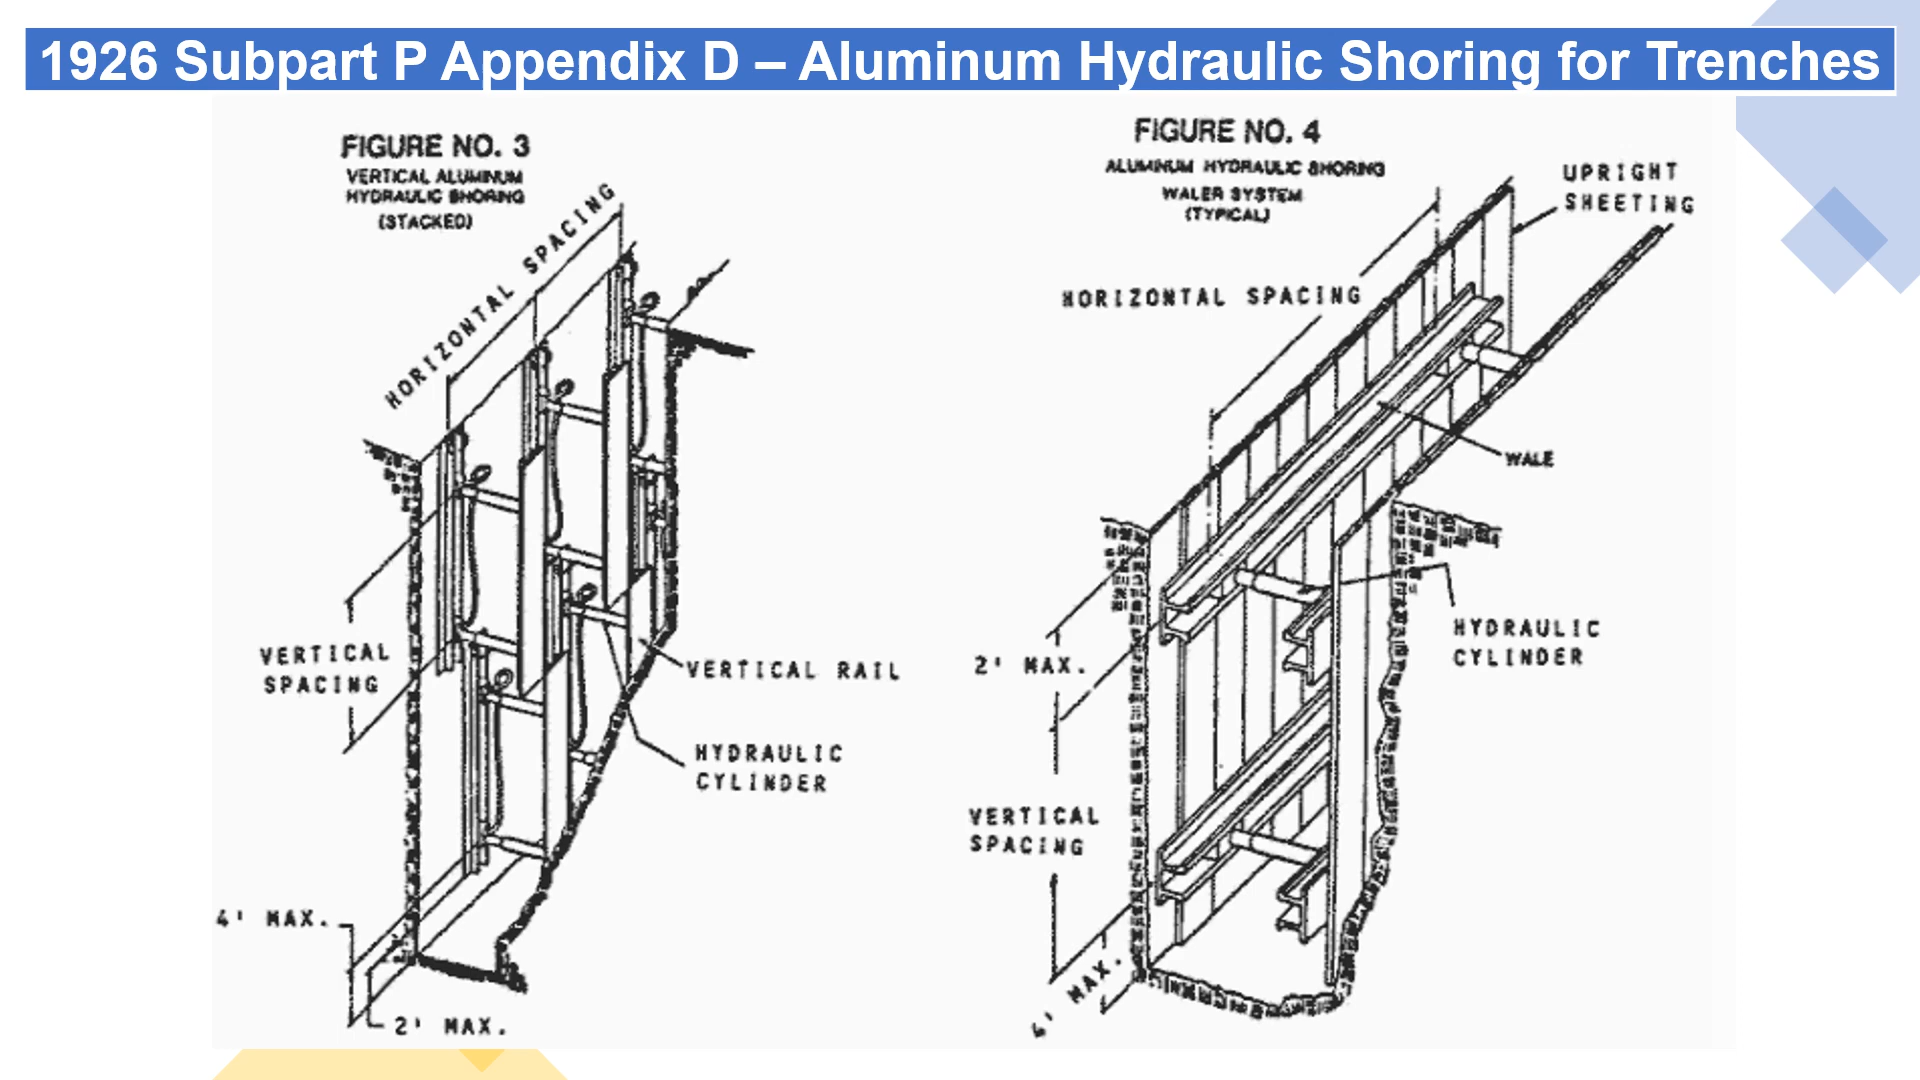 1926 Subpart P Appendix D – Aluminum Hydraulic Shoring for Trenches
FIGURE NO. 3
VERTICAL ALUMINUM
HYDRAULIC SHORING
(STACKED)
HORIZONTAL SPACING
VERTICAL
SPACING
VERTICAL RAIL
HYDRAULIC
CYLINDER
4' MAX.
2' MAX.
FIGURE NO. 4
ALUMINUM HYDRAULIC SHORING
WALER SYSTEM
(TYPICAL)
UPRIGHT
SHEETING
HORIZONTAL SPACING
WALE
HYDRAULIC
CYLINDER
2' MAX.
VERTICAL
SPACING
4' MAX.